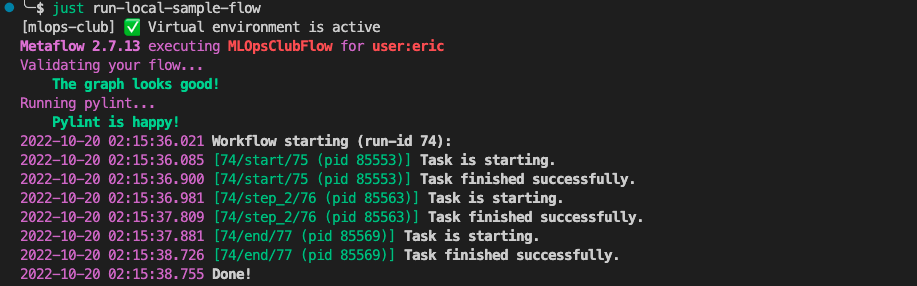 ╰─$ just run-local-sample-flow
[mlops-club] ✅ Virtual environment is active
Metaflow 2.7.13 executing MLOpsClubFlow for user:eric
Validating your flow...
    The graph looks good!
Running pylint...
    Pylint is happy!
2022-10-20 02:15:36.021 Workflow starting (run-id 74):
2022-10-20 02:15:36.085 [74/start/75 (pid 85553)] Task is starting.
2022-10-20 02:15:36.900 [74/start/75 (pid 85553)] Task finished successfully.
2022-10-20 02:15:36.981 [74/step_2/76 (pid 85563)] Task is starting.
2022-10-20 02:15:37.809 [74/step_2/76 (pid 85563)] Task finished successfully.
2022-10-20 02:15:37.881 [74/end/77 (pid 85569)] Task is starting.
2022-10-20 02:15:38.726 [74/end/77 (pid 85569)] Task finished successfully.
2022-10-20 02:15:38.755 Done!